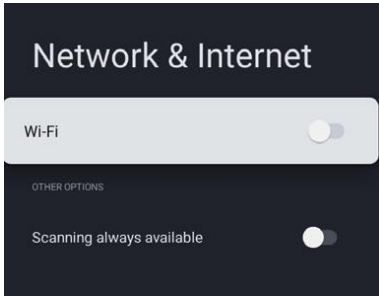 Network & Internet
Wi-Fi
OTHER OPTIONS
Scanning always available